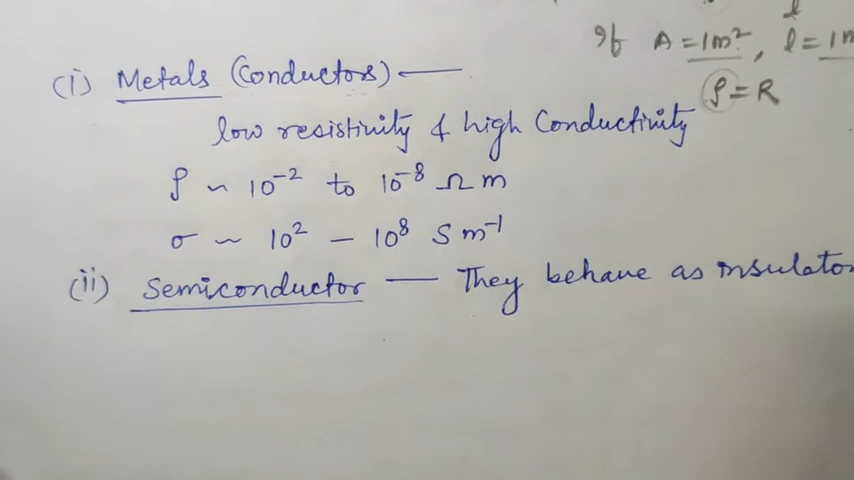 If A = 1m², l = 1m
ρ = R
(i) Metals (Conductors) —
low resistivity & high Conductivity
ρ ~ 10⁻² to 10⁻⁸ Ω m
σ ~ 10² – 10⁸ S m⁻¹
(ii) Semiconductor — They behave as insulator